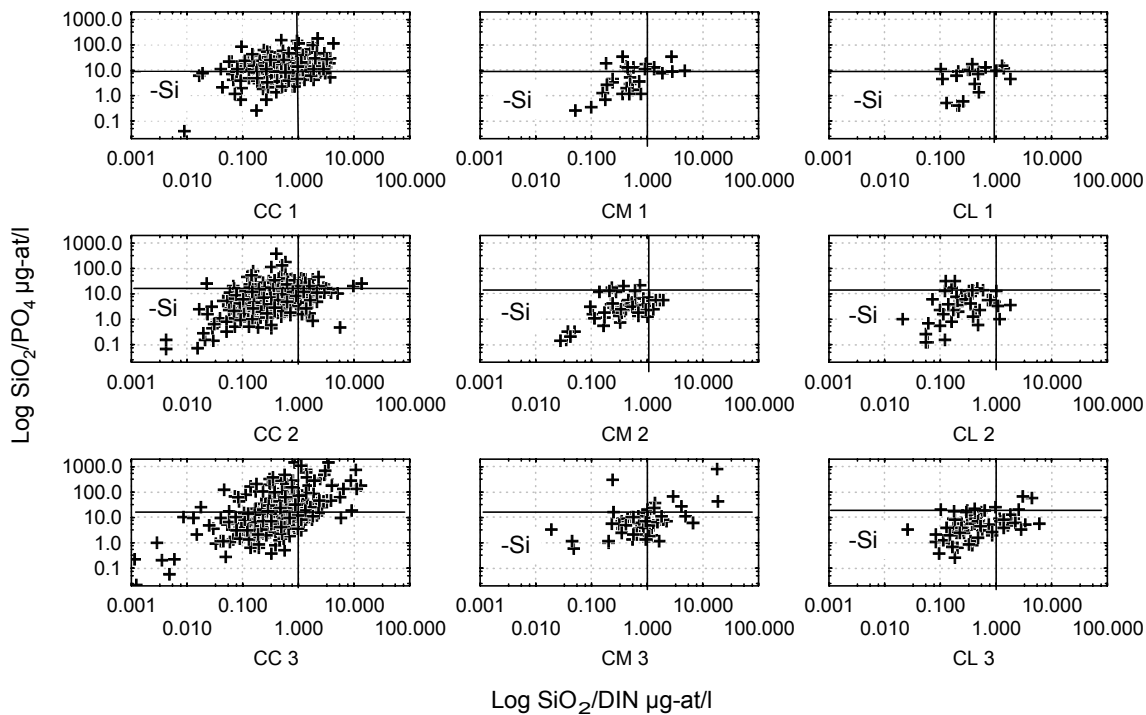 Log SiO2/PO4 µg-at/l
1000.0
100.0
10.0
1.0
0.1
-Si
-Si
-Si
0.001 0.100 10.000 0.001 0.100 10.000 0.001 0.100 10.000
0.010 1.000 100.000 0.010 1.000 100.000 0.010 1.000 100.000
CC 1 CM 1 CL 1
1000.0
100.0
10.0
1.0
0.1
-Si
-Si
-Si
0.001 0.100 10.000 0.001 0.100 10.000 0.001 0.100 10.000
0.010 1.000 100.000 0.010 1.000 100.000 0.010 1.000 100.000
CC 2 CM 2 CL 2
1000.0
100.0
10.0
1.0
0.1
-Si
-Si
-Si
0.001 0.100 10.000 0.001 0.100 10.000 0.001 0.100 10.000
0.010 1.000 100.000 0.010 1.000 100.000 0.010 1.000 100.000
CC 3 CM 3 CL 3
Log SiO2/DIN µg-at/l